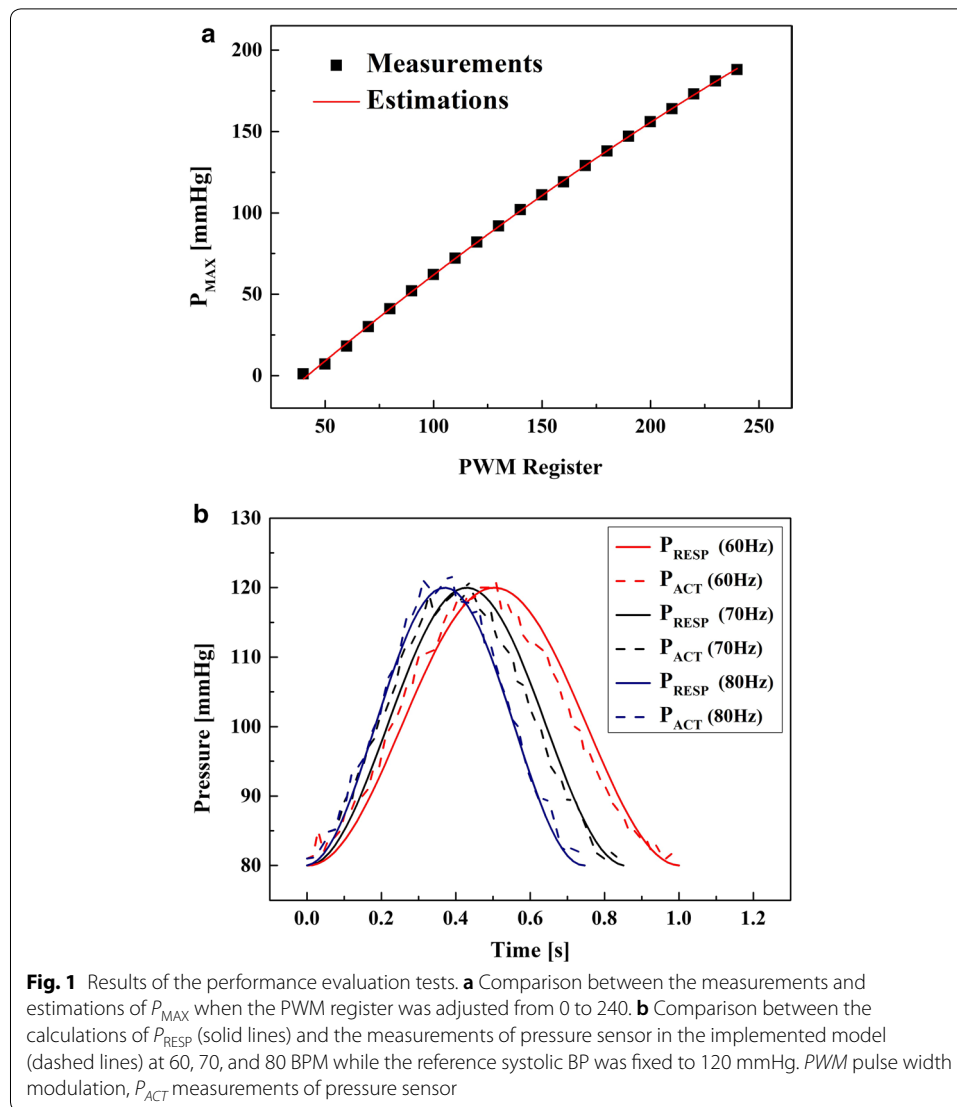 a
200
150
100
50
0
P_MAX [mmHg]
Measurements
Estimations
50 100 150 200 250
PWM Register
b
130
120
110
100
90
80
Pressure [mmHg]
P_RESP (60Hz)
P_ACT (60Hz)
P_RESP (70Hz)
P_ACT (70Hz)
P_RESP (80Hz)
P_ACT (80Hz)
0.0 0.2 0.4 0.6 0.8 1.0 1.2
Time [s]
Fig. 1 Results of the performance evaluation tests. a Comparison between the measurements and
estimations of P_MAX when the PWM register was adjusted from 0 to 240. b Comparison between the
calculations of P_RESP (solid lines) and the measurements of pressure sensor in the implemented model
(dashed lines) at 60, 70, and 80 BPM while the reference systolic BP was fixed to 120 mmHg. PWM pulse width
modulation, P_ACT measurements of pressure sensor